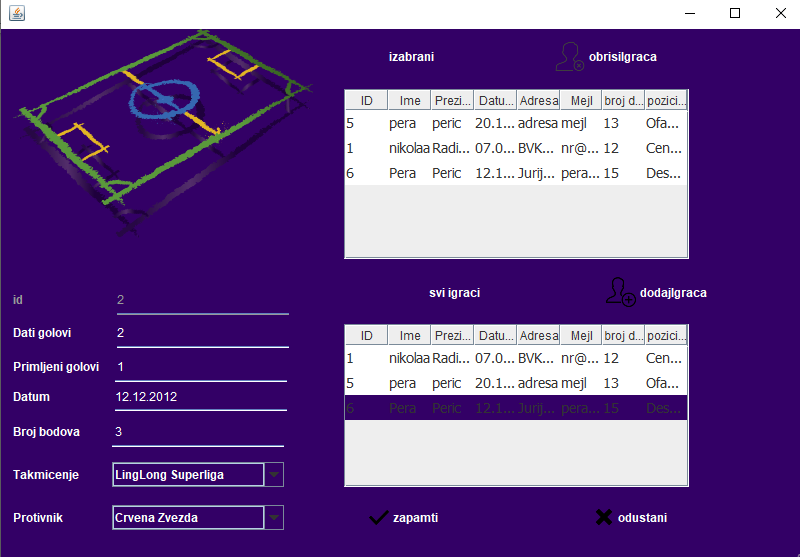 izabrani
obrisiIgraca
ID Ime Prezi... Datu... Adresa Mejl broj d... pozici...
5 pera peric 20.1... adresa mejl 13 Ofa...
1 nikolaa Radi... 07.0... BVK... nr@... 12 Cen...
6 Pera Peric 12.1... Jurij... pera... 15 Des...
svi igraci
dodajIgraca
ID Ime Prezi... Datu... Adresa Mejl broj d... pozici...
1 nikolaa Radi... 07.0... BVK... nr@... 12 Cen...
5 pera peric 20.1... adresa mejl 13 Ofa...
6 Pera Peric 12.1... Jurij... pera... 15 Des...
id 2
Dati golovi 2
Primljeni golovi 1
Datum 12.12.2012
Broj bodova 3
Takmicenje LingLong Superliga
Protivnik Crvena Zvezda
zapamti
odustani